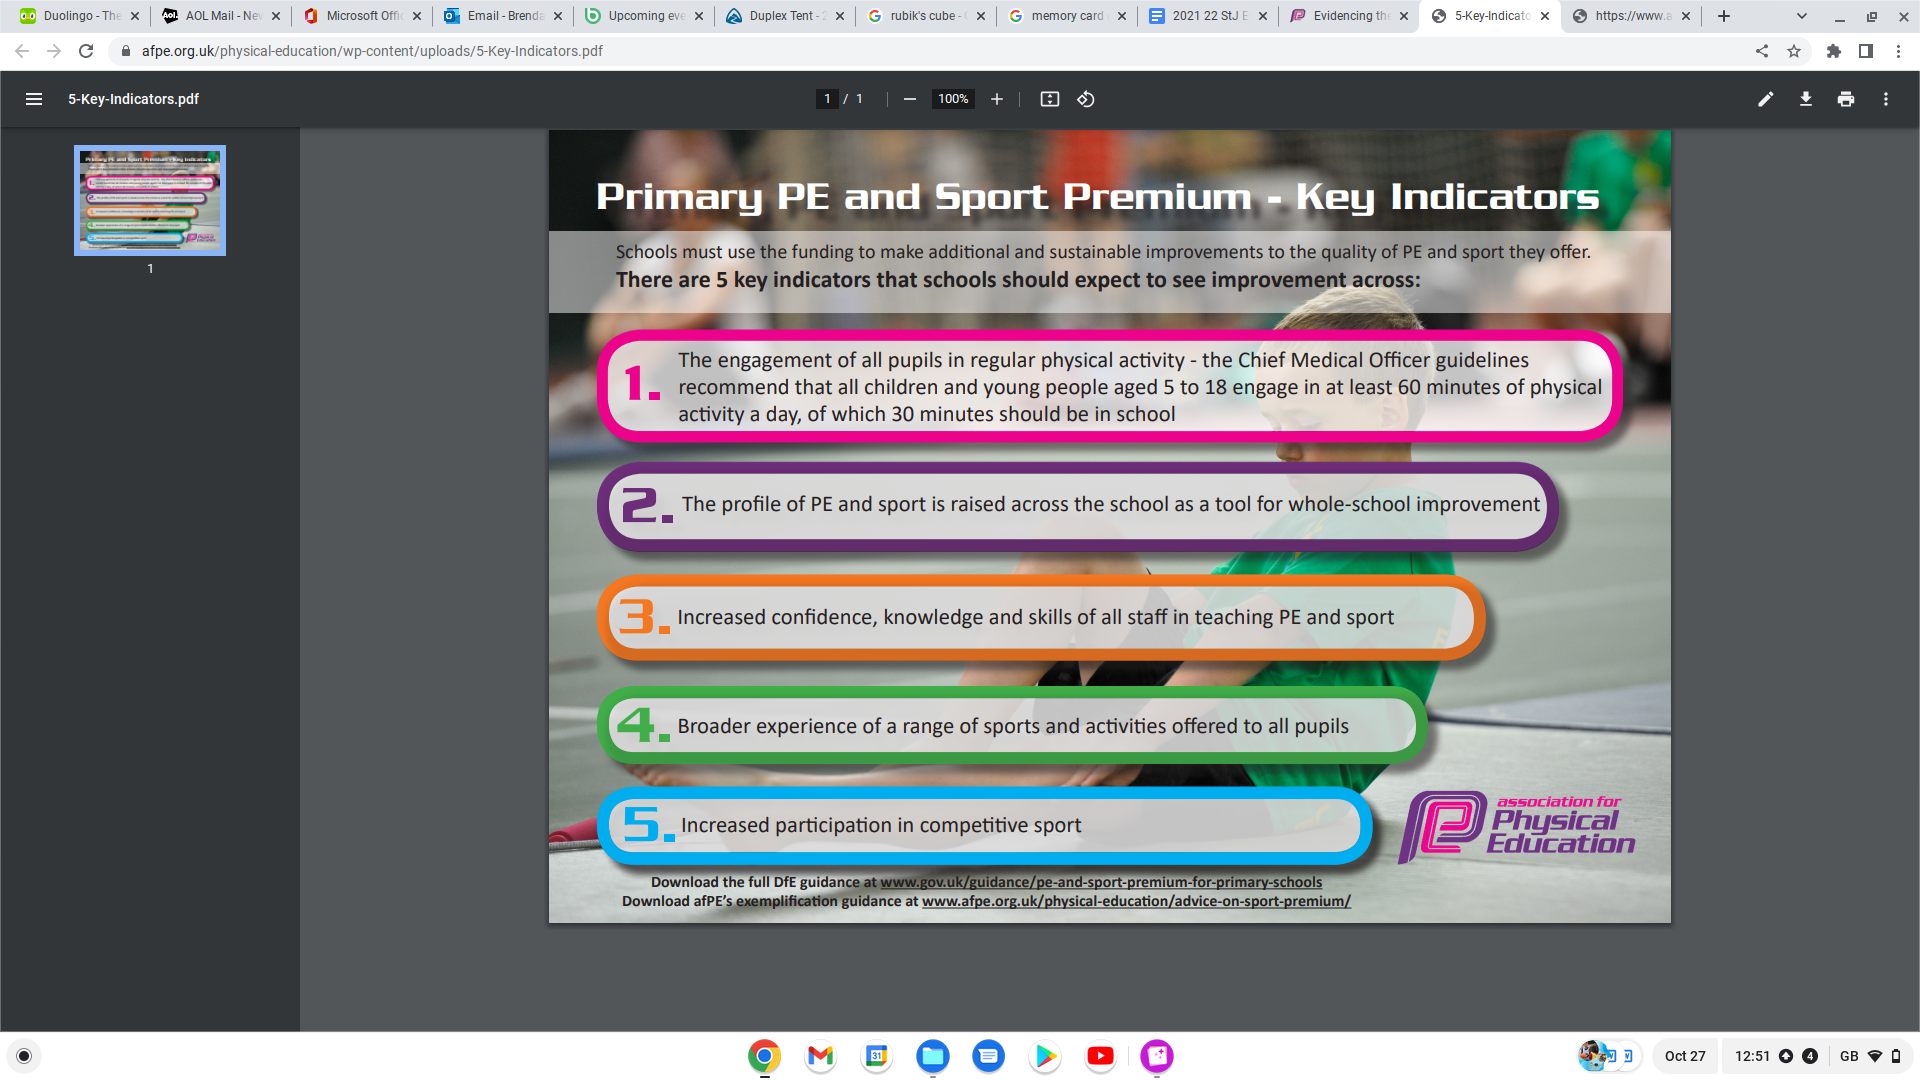 Duolingo - The
AOL Mail - Nev
Microsoft Offi
Email - Brenda
Upcoming eve
Duplex Tent - 2
rubik's cube - 
memory card
2021 22 StJ E
Evidencing the
5-Key-Indicato
https://www.a
afpe.org.uk/physical-education/wp-content/uploads/5-Key-Indicators.pdf
5-Key-Indicators.pdf
1 / 1
100%
1
Primary PE and Sport Premium - Key Indicators
Schools must use the funding to make additional and sustainable improvements to the quality of PE and sport they offer.
There are 5 key indicators that schools should expect to see improvement across:
1. The engagement of all pupils in regular physical activity - the Chief Medical Officer guidelines
recommend that all children and young people aged 5 to 18 engage in at least 60 minutes of physical
activity a day, of which 30 minutes should be in school
2. The profile of PE and sport is raised across the school as a tool for whole-school improvement
3. Increased confidence, knowledge and skills of all staff in teaching PE and sport
4. Broader experience of a range of sports and activities offered to all pupils
5. Increased participation in competitive sport
association for
Physical
Education
Download the full DfE guidance at www.gov.uk/guidance/pe-and-sport-premium-for-primary-schools
Download afPE's exemplification guidance at www.afpe.org.uk/physical-education/advice-on-sport-premium/
31
Oct 27
12:51
4
GB